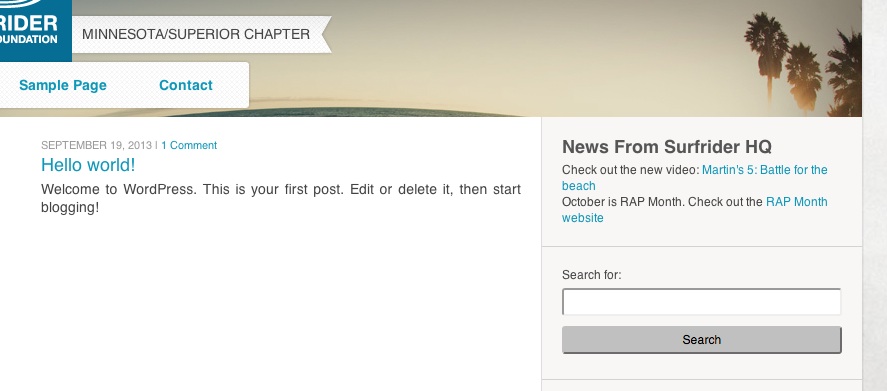 RIDER
OUNDATION
MINNESOTA/SUPERIOR CHAPTER
Sample Page Contact
SEPTEMBER 19, 2013 | 1 Comment
Hello world!
Welcome to WordPress. This is your first post. Edit or delete it, then start
blogging!
News From Surfrider HQ
Check out the new video: Martin's 5: Battle for the
beach
October is RAP Month. Check out the RAP Month
website
Search for:
Search